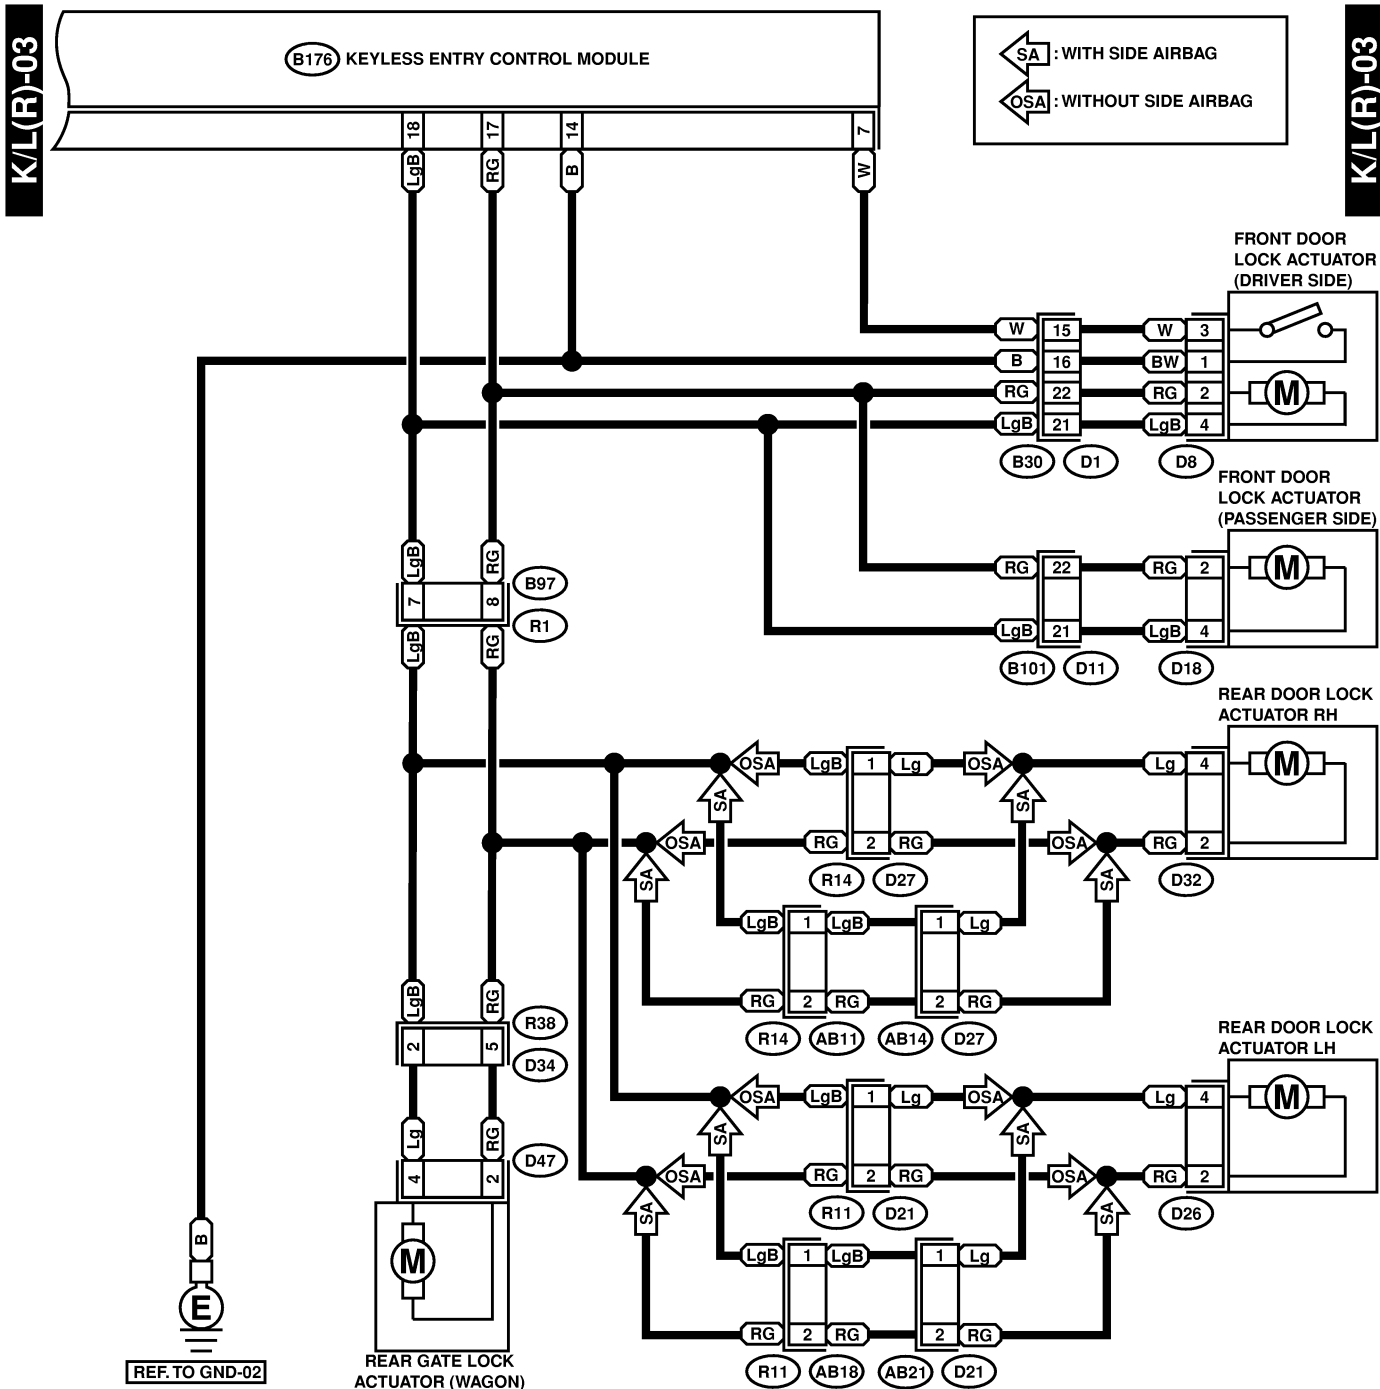 K/L(R)-03
K/L(R)-03
B176 KEYLESS ENTRY CONTROL MODULE
SA : WITH SIDE AIRBAG
OSA : WITHOUT SIDE AIRBAG
18 17 14 7
LgB RG B W
FRONT DOOR
LOCK ACTUATOR
(DRIVER SIDE)
W 15 W 3
B 16 BW 1
RG 22 RG 2 M
LgB 21 LgB 4
B30 D1 D8
FRONT DOOR
LOCK ACTUATOR
(PASSENGER SIDE)
LgB RG
RG 22 RG 2 M
7 8 B97
R1
LgB RG
LgB 21 LgB 4
B101 D11 D18
REAR DOOR LOCK
ACTUATOR RH
OSA LgB 1 Lg OSA Lg 4 M
SA SA
OSA RG 2 RG OSA RG 2
SA SA
R14 D27 D32
LgB 1 LgB 1 Lg
RG 2 RG 2 RG
R14 AB11 AB14 D27
LgB RG
2 5 R38
D34
REAR DOOR LOCK
ACTUATOR LH
OSA LgB 1 Lg OSA Lg 4 M
SA SA
OSA RG 2 RG OSA RG 2
SA SA
R11 D21 D26
LgB 1 LgB 1 Lg
RG 2 RG 2 RG
R11 AB18 AB21 D21
Lg RG
4 2 D47
M
REAR GATE LOCK
ACTUATOR (WAGON)
B
E
REF. TO GND-02